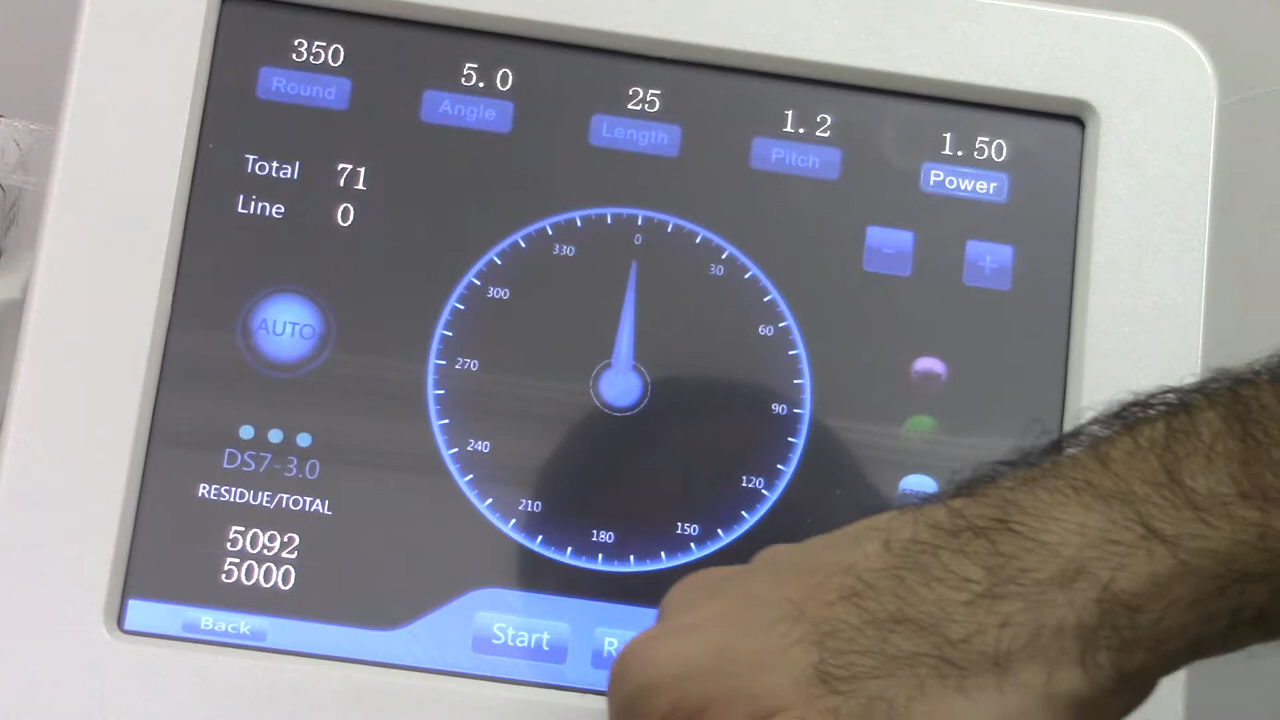 350 5.0 25 1.2 1.50
Round Angle Length Pitch Power
Total 71
Line 0
- +
AUTO
0
30
60
90
120
150
180
210
240
270
300
330
DS7-3.0
RESIDUE/TOTAL
5092
5000
Back Start